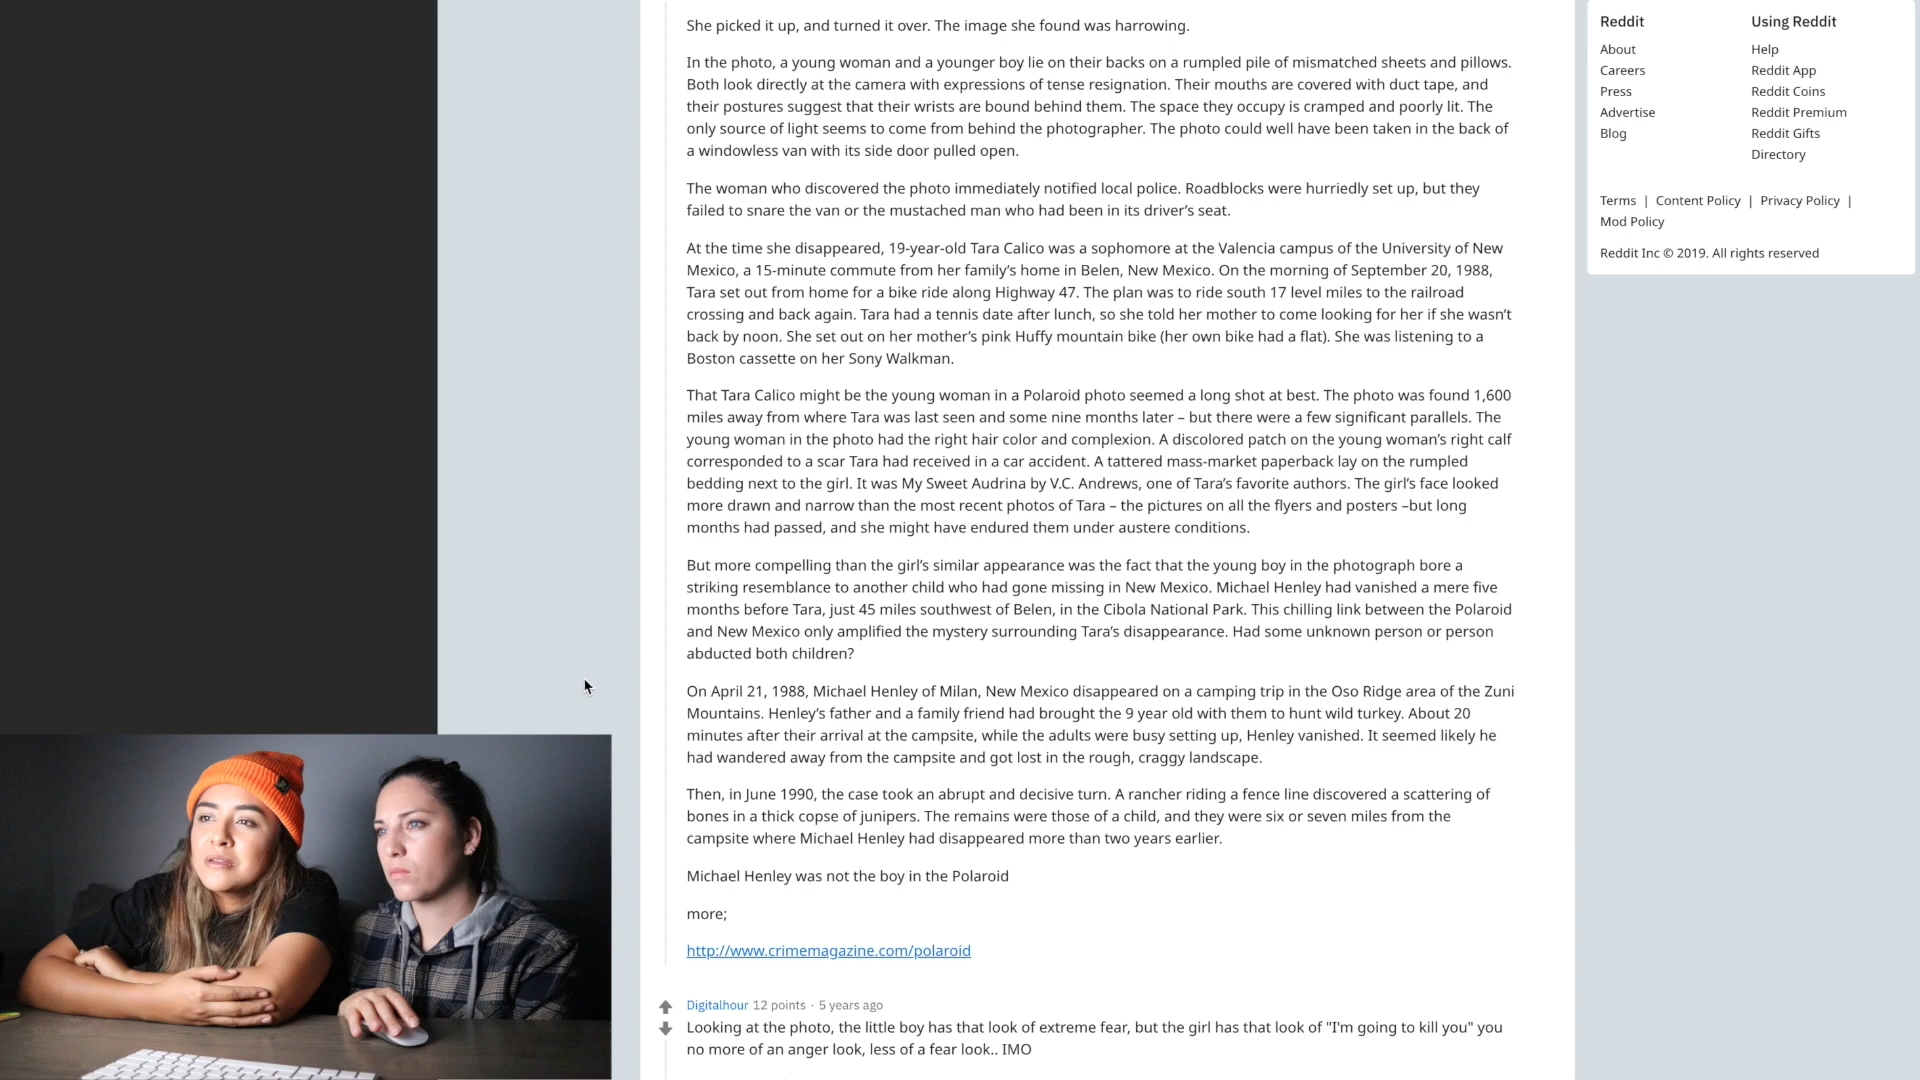 She picked it up, and turned it over. The image she found was harrowing.
In the photo, a young woman and a younger boy lie on their backs on a rumpled pile of mismatched sheets and pillows.
Both look directly at the camera with expressions of tense resignation. Their mouths are covered with duct tape, and
their postures suggest that their wrists are bound behind them. The space they occupy is cramped and poorly lit. The
only source of light seems to come from behind the photographer. The photo could well have been taken in the back of
a windowless van with its side door pulled open.
The woman who discovered the photo immediately notified local police. Roadblocks were hurriedly set up, but they
failed to snare the van or the mustached man who had been in its driver’s seat.
At the time she disappeared, 19-year-old Tara Calico was a sophomore at the Valencia campus of the University of New
Mexico, a 15-minute commute from her family’s home in Belen, New Mexico. On the morning of September 20, 1988,
Tara set out from home for a bike ride along Highway 47. The plan was to ride south 17 level miles to the railroad
crossing and back again. Tara had a tennis date after lunch, so she told her mother to come looking for her if she wasn’t
back by noon. She set out on her mother’s pink Huffy mountain bike (her own bike had a flat). She was listening to a
Boston cassette on her Sony Walkman.
That Tara Calico might be the young woman in a Polaroid photo seemed a long shot at best. The photo was found 1,600
miles away from where Tara was last seen and some nine months later – but there were a few significant parallels. The
young woman in the photo had the right hair color and complexion. A discolored patch on the young woman’s right calf
corresponded to a scar Tara had received in a car accident. A tattered mass-market paperback lay on the rumpled
bedding next to the girl. It was My Sweet Audrina by V.C. Andrews, one of Tara’s favorite authors. The girl’s face looked
more drawn and narrow than the most recent photos of Tara – the pictures on all the flyers and posters –but long
months had passed, and she might have endured them under austere conditions.
But more compelling than the girl’s similar appearance was the fact that the young boy in the photograph bore a
striking resemblance to another child who had gone missing in New Mexico. Michael Henley had vanished a mere five
months before Tara, just 45 miles southwest of Belen, in the Cibola National Park. This chilling link between the Polaroid
and New Mexico only amplified the mystery surrounding Tara’s disappearance. Had some unknown person or person
abducted both children?
On April 21, 1988, Michael Henley of Milan, New Mexico disappeared on a camping trip in the Oso Ridge area of the Zuni
Mountains. Henley’s father and a family friend had brought the 9 year old with them to hunt wild turkey. About 20
minutes after their arrival at the campsite, while the adults were busy setting up, Henley vanished. It seemed likely he
had wandered away from the campsite and got lost in the rough, craggy landscape.
Then, in June 1990, the case took an abrupt and decisive turn. A rancher riding a fence line discovered a scattering of
bones in a thick copse of junipers. The remains were those of a child, and they were six or seven miles from the
campsite where Michael Henley had disappeared more than two years earlier.
Michael Henley was not the boy in the Polaroid
more;
http://www.crimemagazine.com/polaroid
Digitalhour 12 points · 5 years ago
Looking at the photo, the little boy has that look of extreme fear, but the girl has that look of "I'm going to kill you" you
no more of an anger look, less of a fear look.. IMO
Reddit
About
Careers
Press
Advertise
Blog
Using Reddit
Help
Reddit App
Reddit Coins
Reddit Premium
Reddit Gifts
Directory
Terms | Content Policy | Privacy Policy |
Mod Policy
Reddit Inc © 2019. All rights reserved